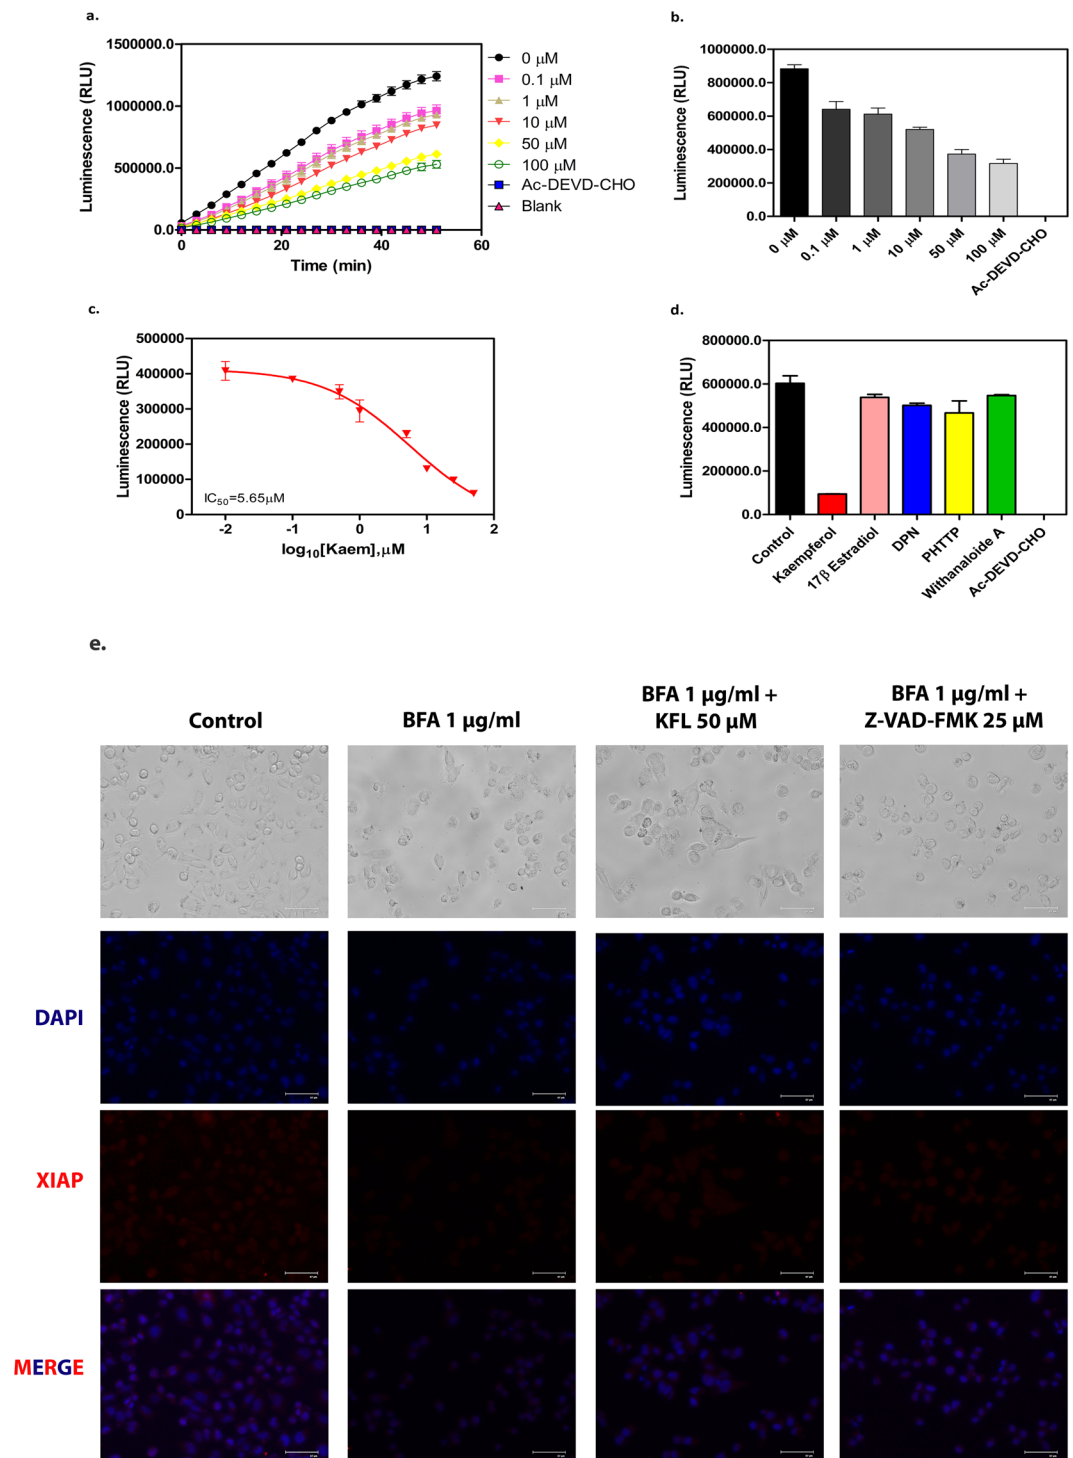 a.
1500000.0
1000000.0
500000.0
0.0
Luminescence (RLU)
0 20 40 60
Time (min)
0 μM
0.1 μM
1 μM
10 μM
50 μM
100 μM
Ac-DEVD-CHO
Blank
b.
1000000.0
800000.0
600000.0
400000.0
200000.0
0.0
Luminescence (RLU)
0 μM
0.1 μM
1 μM
10 μM
50 μM
100 μM
Ac-DEVD-CHO
c.
500000
400000
300000
200000
100000
0
Luminescence (RLU)
IC50=5.65μM
-2 -1 0 1 2
log10[Kaem],μM
d.
800000.0
600000.0
400000.0
200000.0
0.0
Luminescence (RLU)
Control
Kaempferol
17β Estradiol
DPN
PHTTP
Withanaloide A
Ac-DEVD-CHO
e.
Control
BFA 1 μg/ml
BFA 1 μg/ml +
KFL 50 μM
BFA 1 μg/ml +
Z-VAD-FMK 25 μM
DAPI
XIAP
MERGE